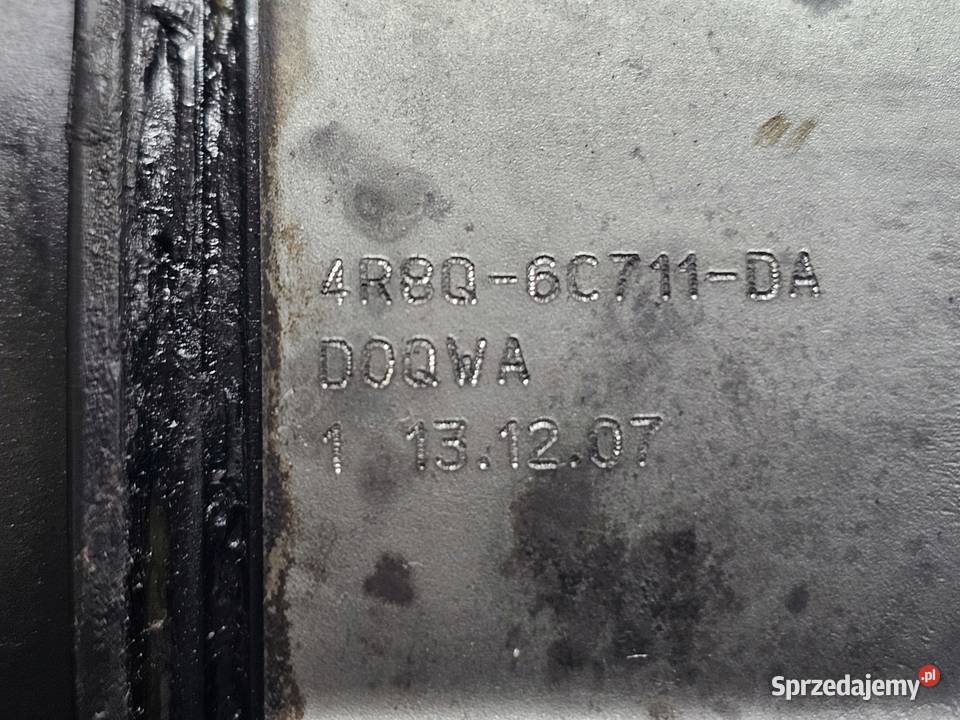 4R8Q-6C711-DA
DOQWA
1 13.12.07
Sprzedajemy.pl